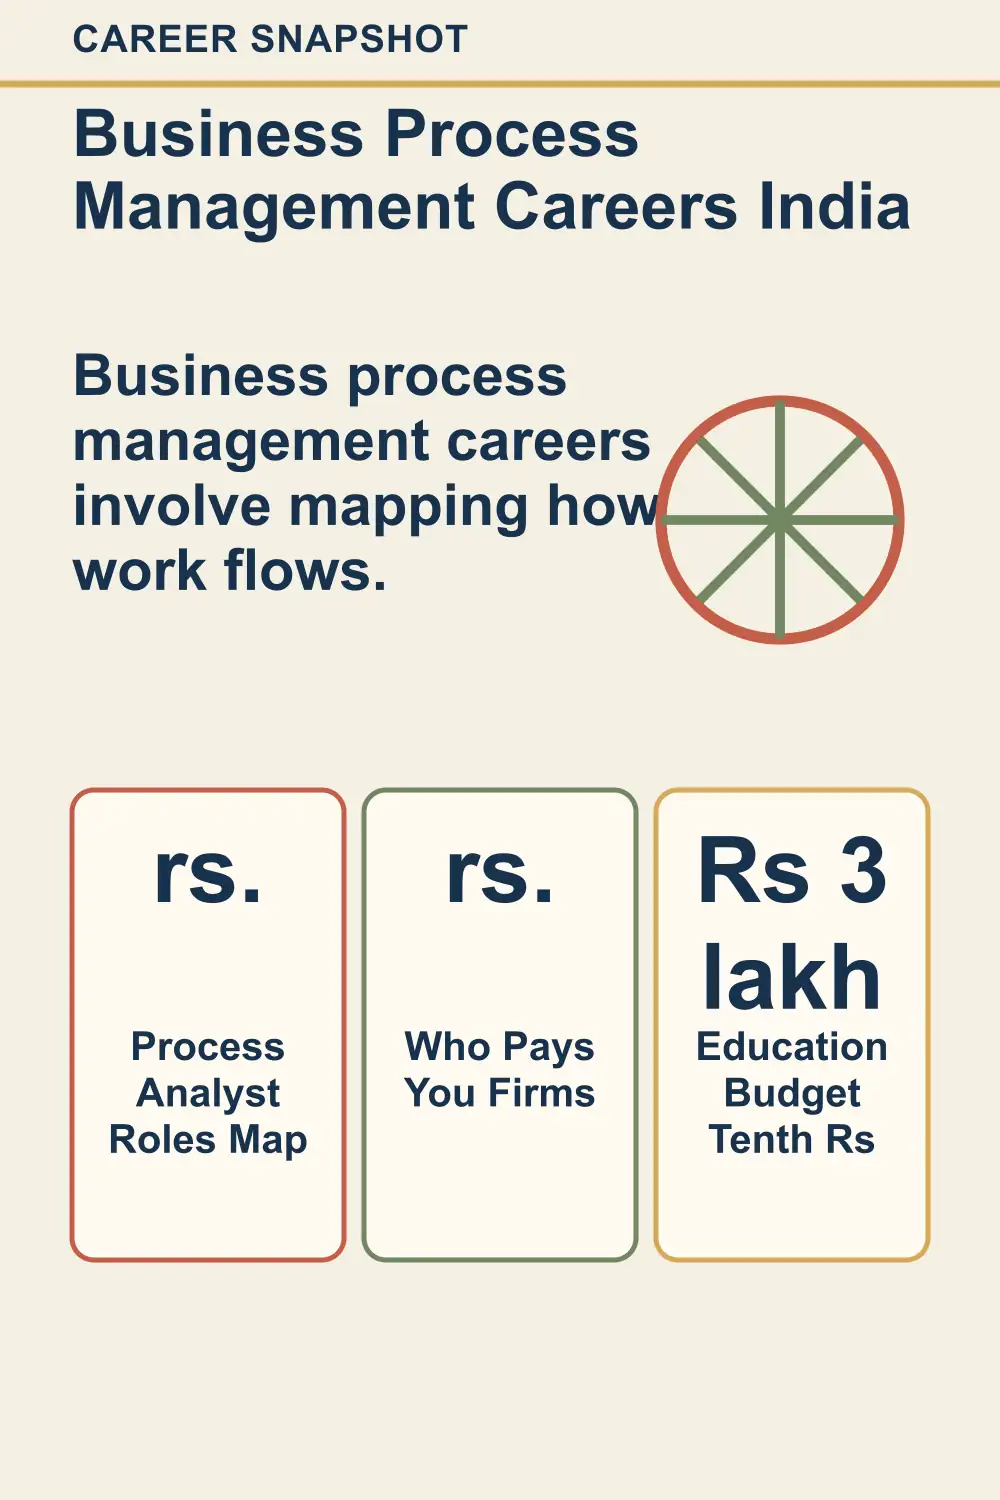 CAREER SNAPSHOT
Business Process
Management Careers India
Business process
management careers
involve mapping how
work flows.
rs.
Process
Analyst
Roles Map
rs.
Who Pays
You Firms
Rs 3
lakh
Education
Budget
Tenth Rs